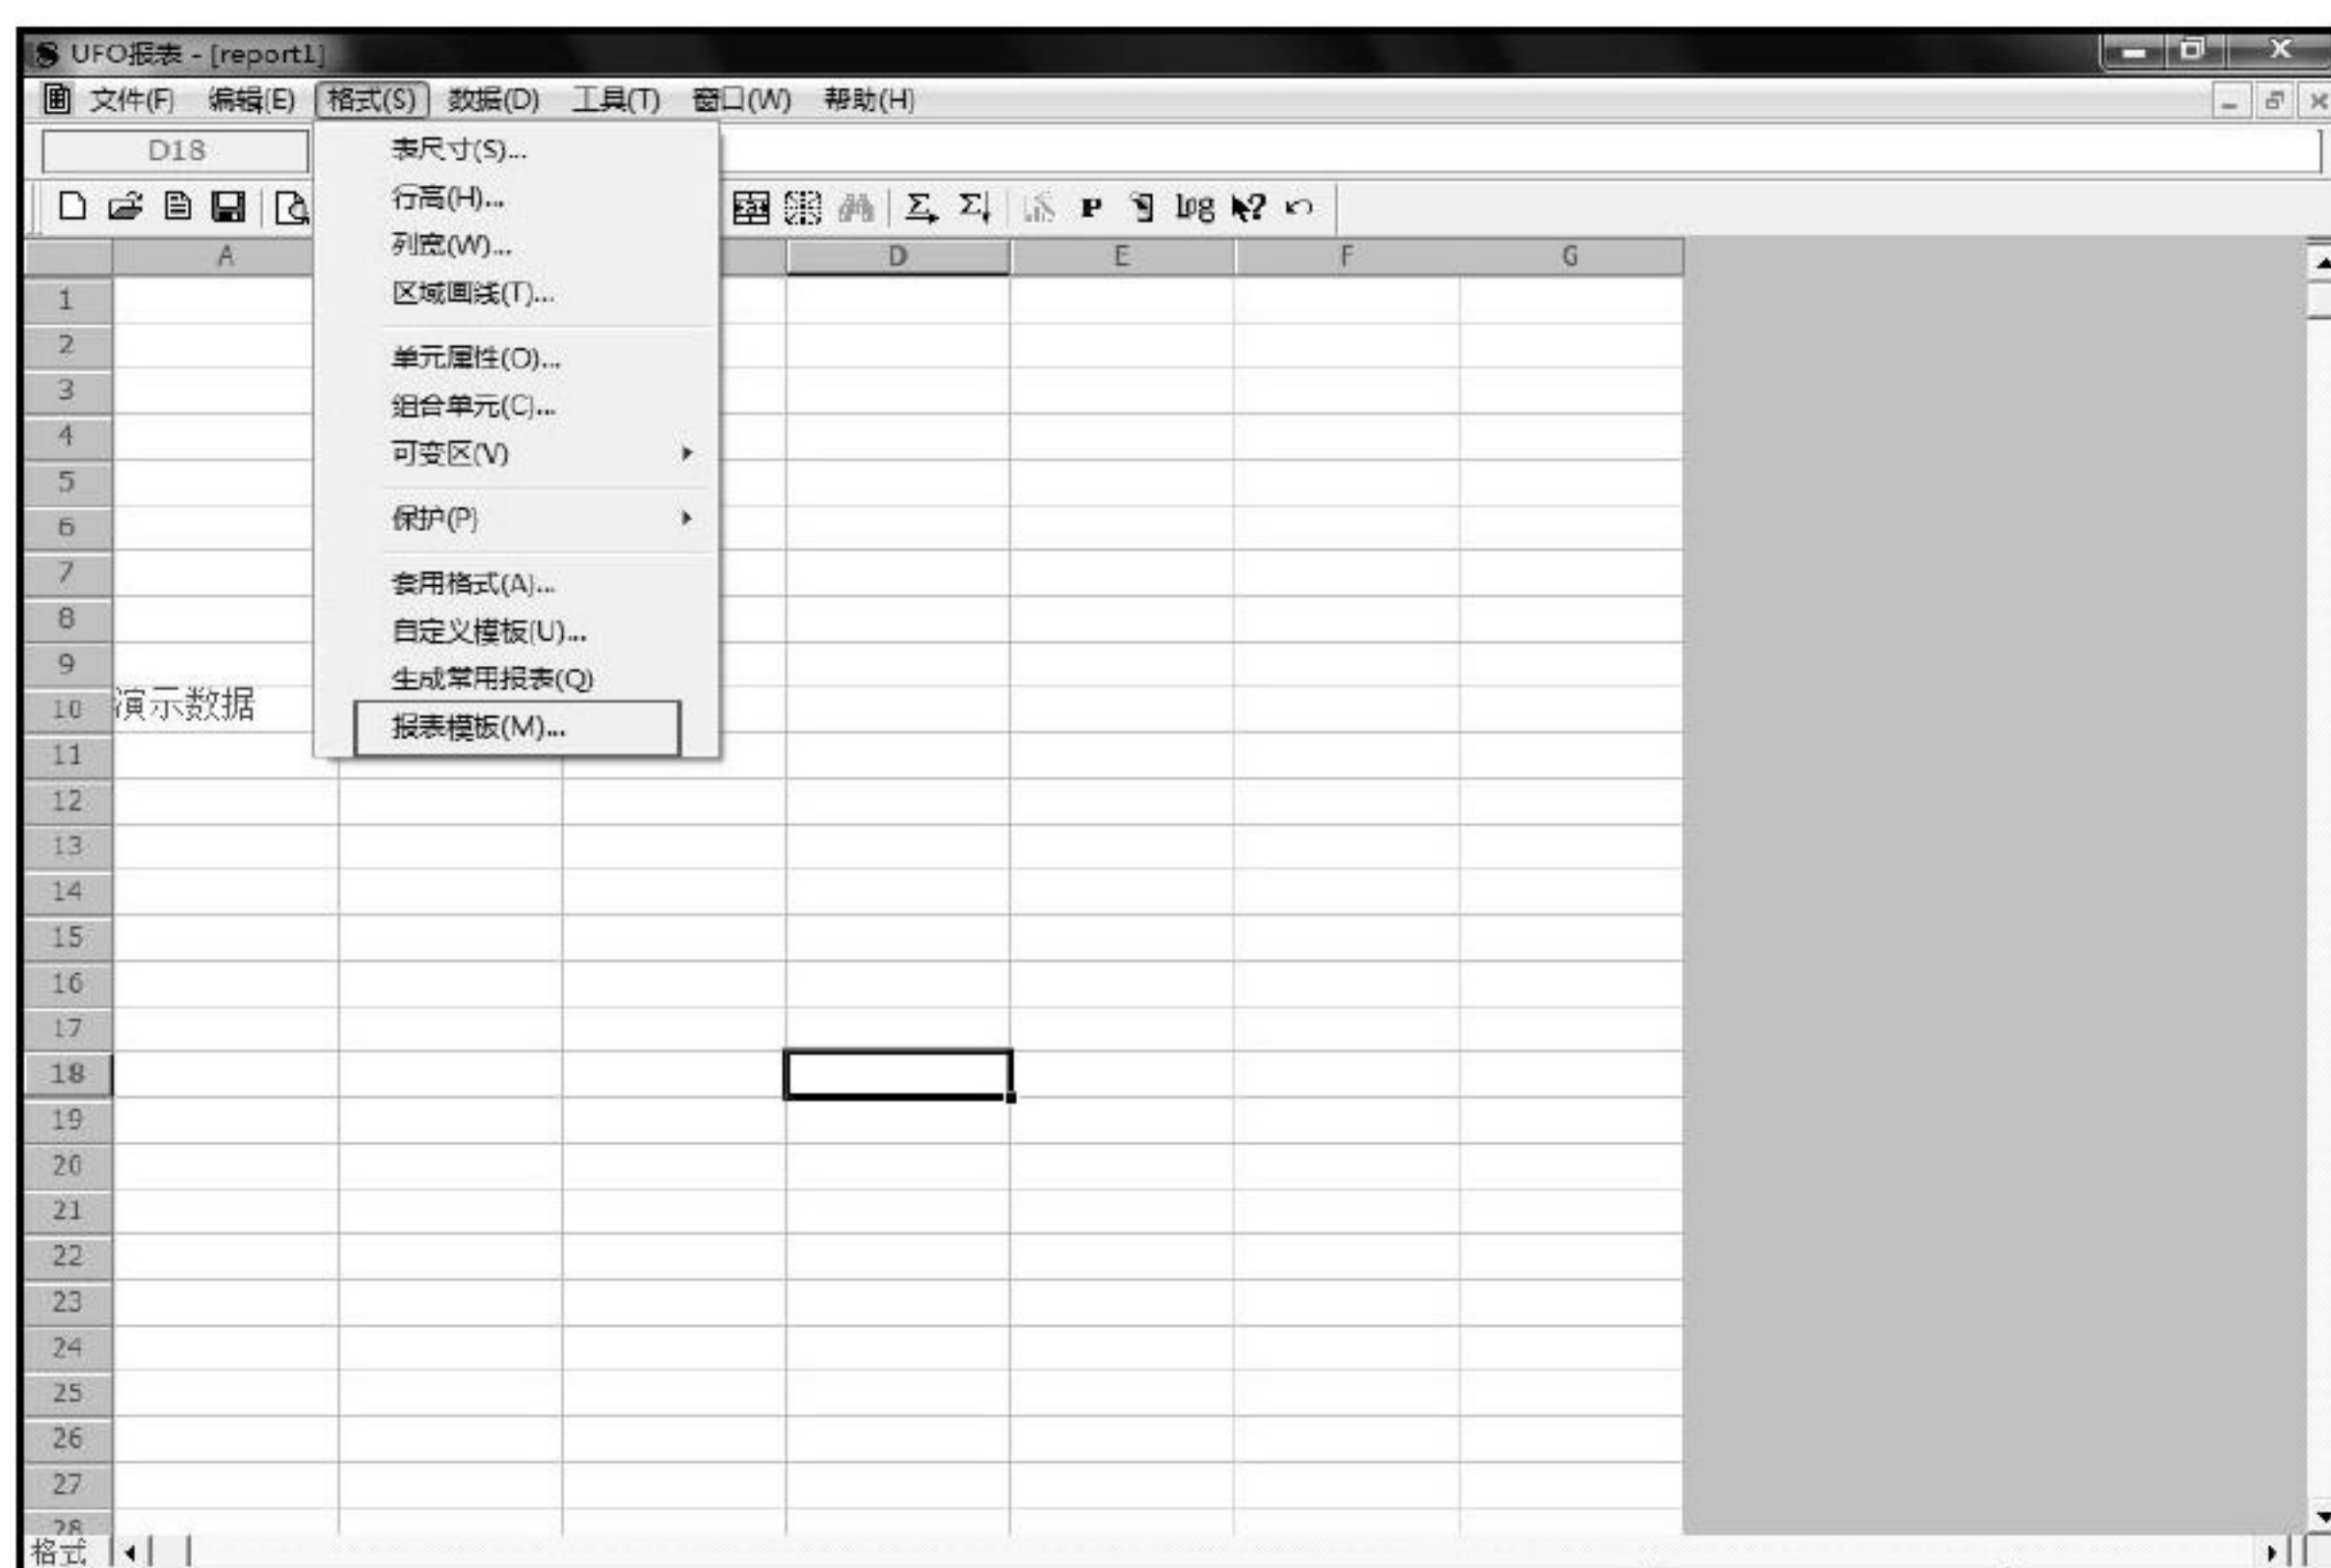 UFO报表 - [report1]
文件(F) 编辑(E) 格式(S) 数据(D) 工具(T) 窗口(W) 帮助(H)
D18
表尺寸(S)...
行高(H)...
列宽(W)...
区域画线(T)...
单元属性(O)...
组合单元(C)...
可变区(V)
保护(P)
套用格式(A)...
自定义模板(U)...
生成常用报表(Q)
报表模板(M)...
P log
A D E F G
1
2
3
4
5
6
7
8
9
10 演示数据
11
12
13
14
15
16
17
18
19
20
21
22
23
24
25
26
27
28
格式